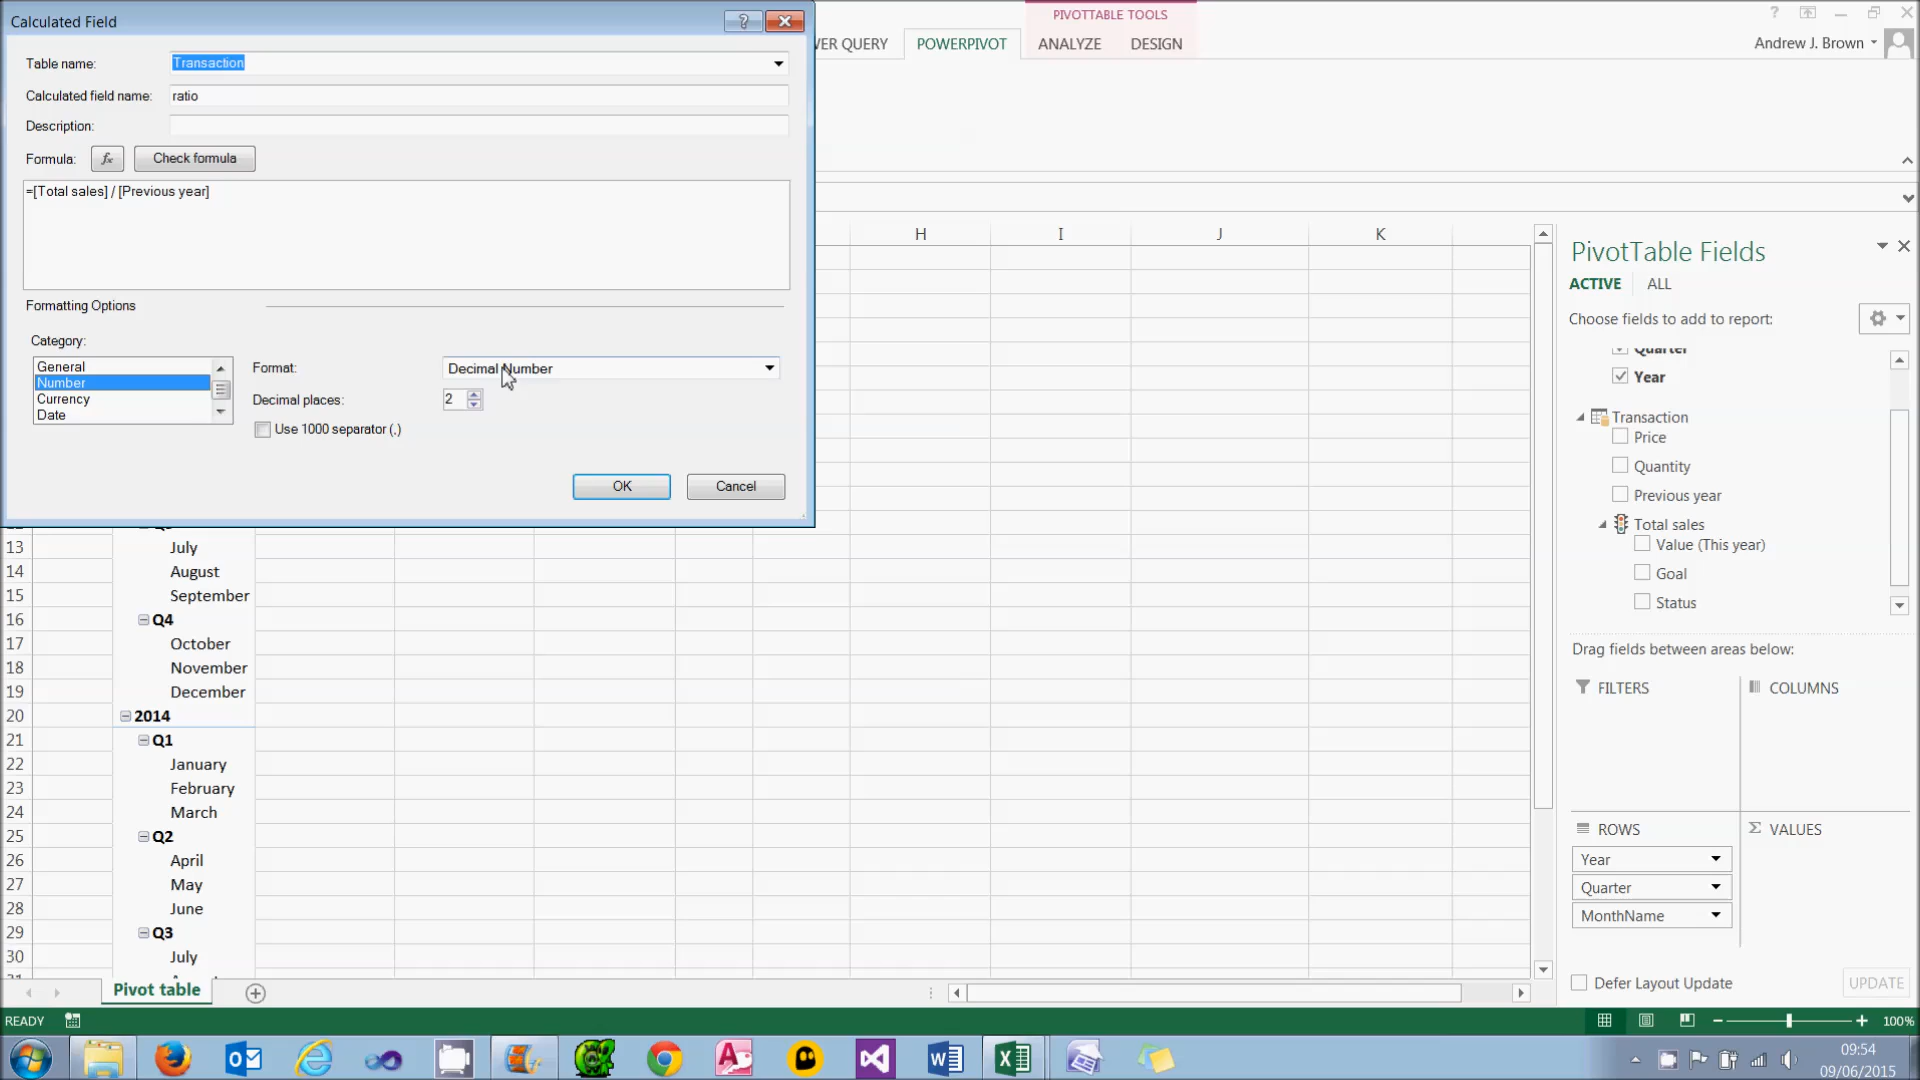 Calculated Field
?
PIVOTTABLE TOOLS
VER QUERY
POWERPIVOT
ANALYZE
DESIGN
Andrew J. Brown
Table name:
Transaction
Calculated field name:
ratio
Description:
Formula:
fx
Check formula
=[Total sales] / [Previous year]
Formatting Options
Category:
General
Number
Currency
Date
Format:
Decimal Number
Decimal places:
2
Use 1000 separator (,)
OK
Cancel
H
I
J
K
PivotTable Fields
ACTIVE
ALL
Choose fields to add to report:
Quarter
Year
Transaction
Price
Quantity
Previous year
Total sales
Value (This year)
Goal
Status
Drag fields between areas below:
FILTERS
COLUMNS
ROWS
Σ VALUES
Year
Quarter
MonthName
Defer Layout Update
UPDATE
13 July
14 August
15 September
16 Q4
17 October
18 November
19 December
20 2014
21 Q1
22 January
23 February
24 March
25 Q2
26 April
27 May
28 June
29 Q3
30 July
Pivot table
READY
100%
09:54
09/06/2015